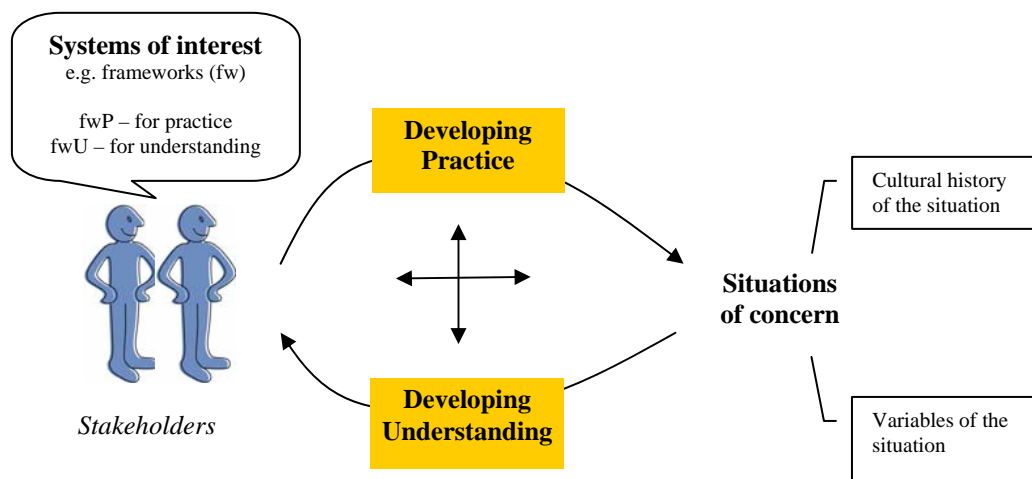 Systems of interest
e.g. frameworks (fw)
fwP – for practice
fwU – for understanding
Stakeholders
Developing
Practice
Developing
Understanding
Situations
of concern
Cultural history
of the situation
Variables of the
situation